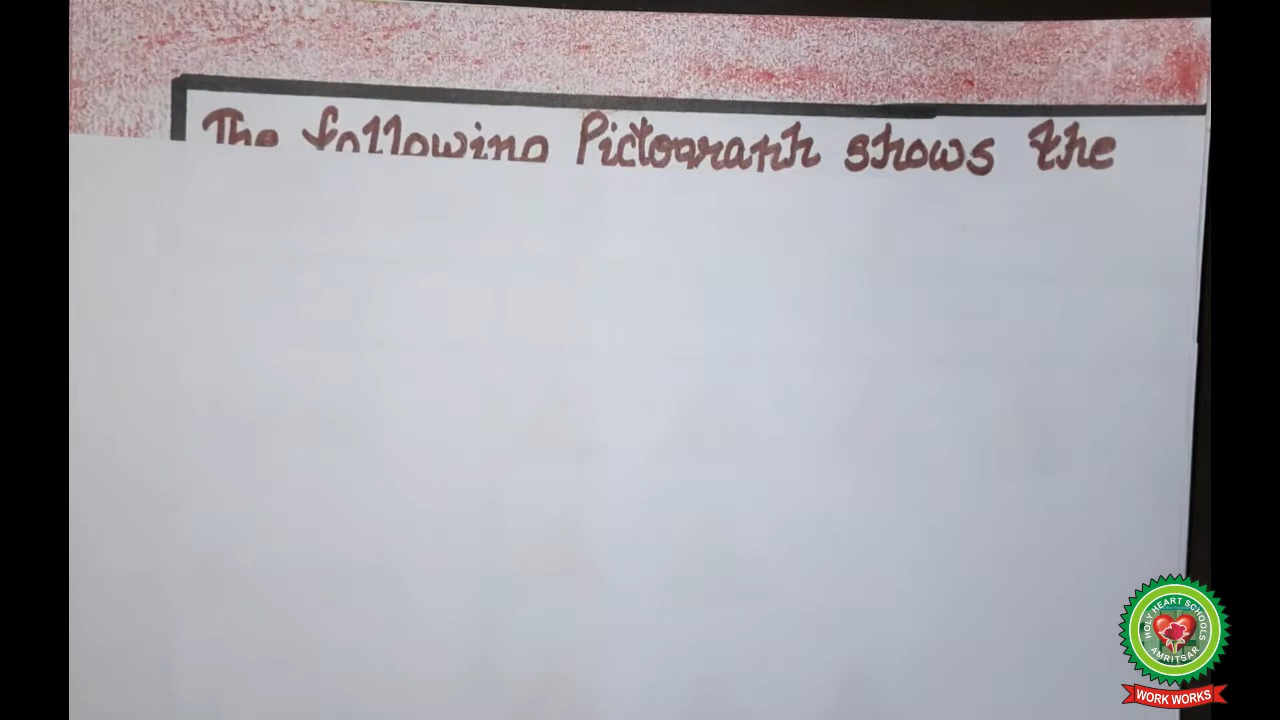 The following Pictograph shows the
HOLY HEART SCHOOLS
AMRITSAR
WORK WORKS